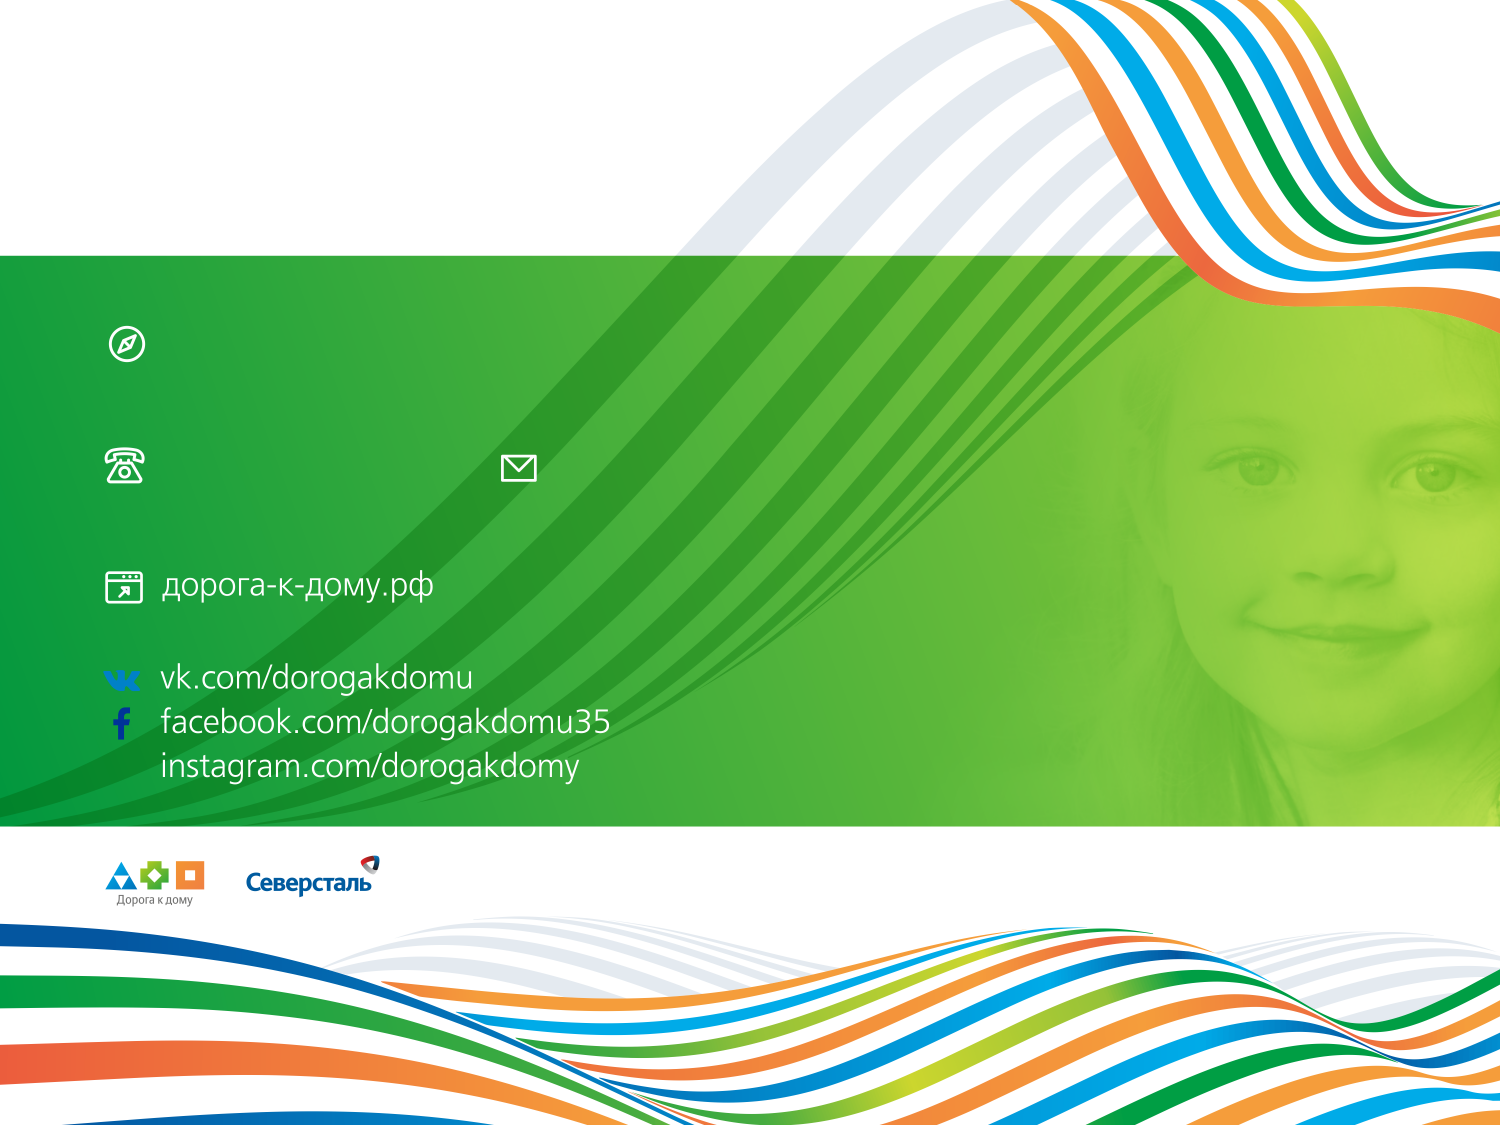 дорога-к-дому.рф
vk.com/dorogakdomu
facebook.com/dorogakdomu35
instagram.com/dorogakdomy
Дорога к дому
Северсталь